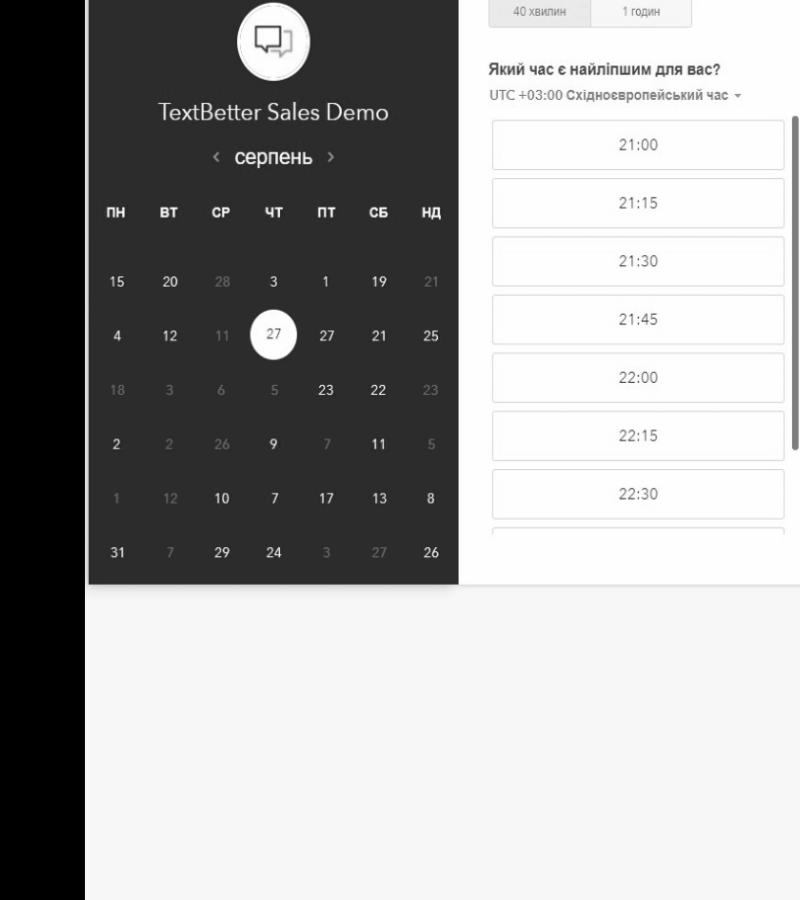 TextBetter Sales Demo
‹ серпень ›
ПН ВТ СР ЧТ ПТ СБ НД
15 20 28 3 1 19 21
4 12 11 27 27 21 25
18 3 6 5 23 22 23
2 2 26 9 7 11 5
1 12 10 7 17 13 8
31 7 29 24 3 27 26
40 хвилин 1 годин
Який час є найліпшим для вас?
UTC +03:00 Східноєвропейський час
21:00
21:15
21:30
21:45
22:00
22:15
22:30